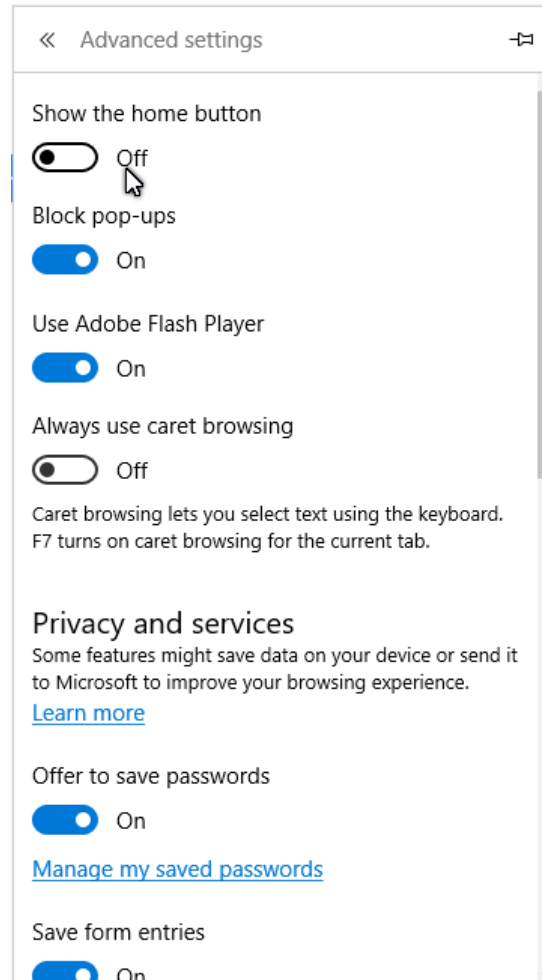 Advanced settings
Show the home button
Off
Block pop-ups
On
Use Adobe Flash Player
On
Always use caret browsing
Off
Caret browsing lets you select text using the keyboard.
F7 turns on caret browsing for the current tab.
Privacy and services
Some features might save data on your device or send it
to Microsoft to improve your browsing experience.
Learn more
Offer to save passwords
On
Manage my saved passwords
Save form entries
On